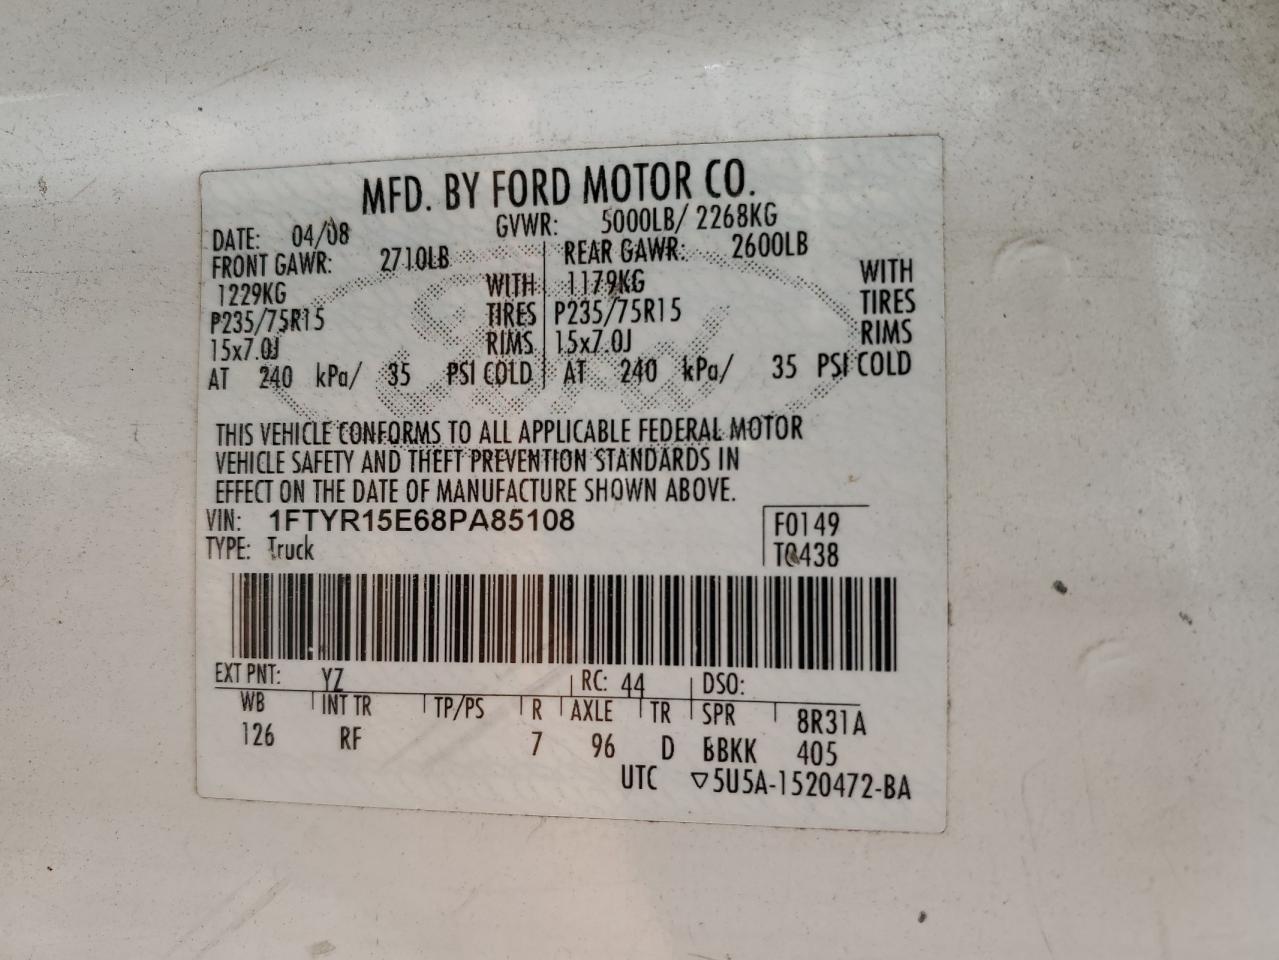 MFD. BY FORD MOTOR CO.
DATE: 04/08 GVWR: 5000LB/ 2268KG
FRONT GAWR: 2710LB REAR GAWR: 2600LB
1229KG WITH 1179KG WITH
P235/75R15 TIRES P235/75R15 TIRES
15x7.0J RIMS 15x7.0J RIMS
AT 240 kPa/ 35 PSI COLD AT 240 kPa/ 35 PSI COLD
THIS VEHICLE CONFORMS TO ALL APPLICABLE FEDERAL MOTOR
VEHICLE SAFETY AND THEFT PREVENTION STANDARDS IN
EFFECT ON THE DATE OF MANUFACTURE SHOWN ABOVE.
VIN: 1FTYR15E68PA85108 F0149
TYPE: Truck T0438
EXT PNT: YZ RC: 44 DSO:
WB INT TR TP/PS R AXLE TR SPR 8R31A
126 RF 7 96 D BBKK 405
UTC ▽5U5A-1520472-BA